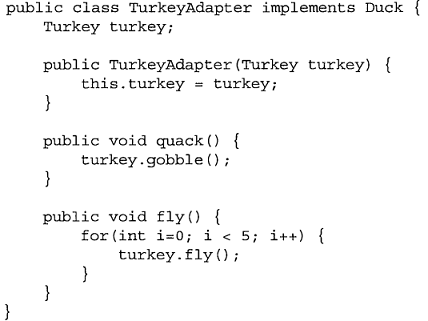 public class TurkeyAdapter implements Duck {
    Turkey turkey;

    public TurkeyAdapter(Turkey turkey) {
        this.turkey = turkey;
    }

    public void quack() {
        turkey.gobble();
    }

    public void fly() {
        for(int i=0; i < 5; i++) {
            turkey.fly();
        }
    }
}